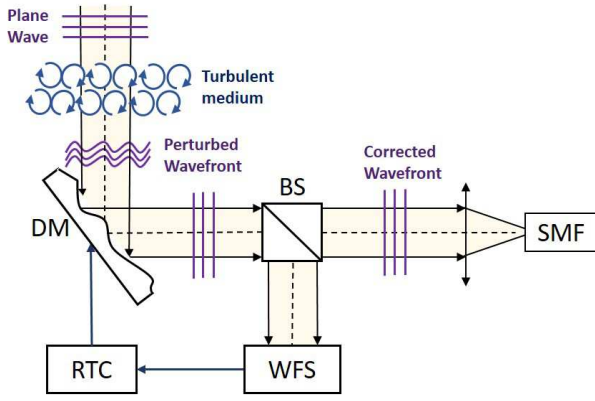 Plane
Wave
Turbulent
medium
Perturbed
Wavefront
Corrected
Wavefront
BS
DM
SMF
RTC
WFS